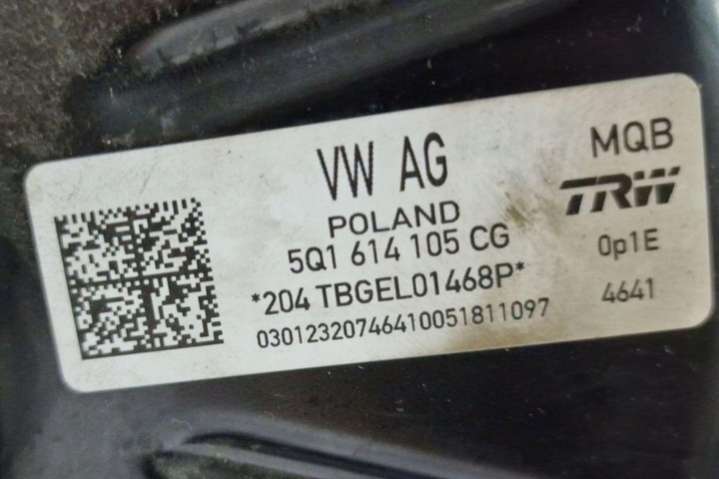 VW AG
POLAND
5Q1 614 105 CG
*204 TBGEL01468P*
03012320746410051811097
MQB
TRW
0p1E
4641